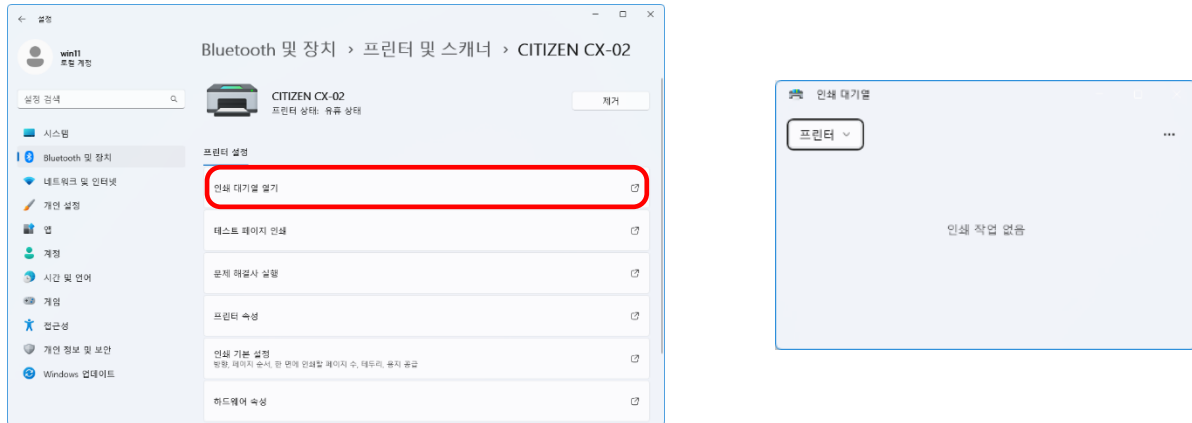 설정
win11
로컬 계정
설정 검색
시스템
Bluetooth 및 장치
네트워크 및 인터넷
개인 설정
앱
계정
시간 및 언어
게임
접근성
개인 정보 및 보안
Windows 업데이트
Bluetooth 및 장치 › 프린터 및 스캐너 › CITIZEN CX-02
CITIZEN CX-02
프린터 상태: 유휴 상태
제거
프린터 설정
인쇄 대기열 열기
테스트 페이지 인쇄
문제 해결사 실행
프린터 속성
인쇄 기본 설정
방향, 페이지 순서, 한 면에 인쇄할 페이지 수, 테두리, 용지 공급
하드웨어 속성
인쇄 대기열
프린터
인쇄 작업 없음